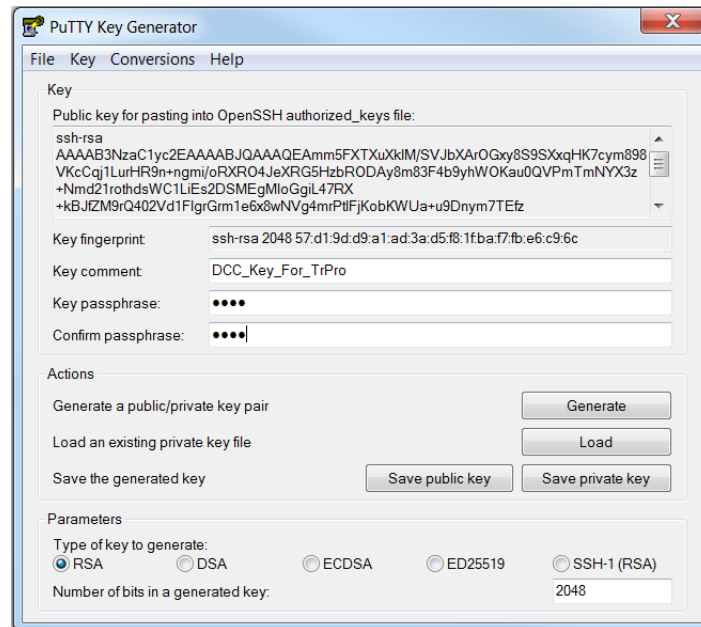 PuTTY Key Generator
File Key Conversions Help
Key
Public key for pasting into OpenSSH authorized_keys file:
ssh-rsa
AAAAB3NzaC1yc2EAAAABJQAAAQEAmm5FXTXuXklM/SVJbXArOGxy8S9SXxqHK7cym898
VKcCqj1LurHR9n+ngmi/oRXRO4JeXRG5HzbRODAy8m83F4b9yhWOKau0QVPmTmNYX3z
+Nmd21rothdsWC1LiEs2DSMEgMloGgiL47RX
+kBJfZM9rQ402Vd1FlgrGrm1e6x8wNVg4mrPtlFjKobKWUa+u9Dnym7TEfz
Key fingerprint: ssh-rsa 2048 57:d1:9d:d9:a1:ad:3a:d5:f8:1f:ba:f7:fb:e6:c9:6c
Key comment: DCC_Key_For_TrPro
Key passphrase: ●●●●
Confirm passphrase: ●●●●
Actions
Generate a public/private key pair Generate
Load an existing private key file Load
Save the generated key Save public key Save private key
Parameters
Type of key to generate:
RSA DSA ECDSA ED25519 SSH-1 (RSA)
Number of bits in a generated key: 2048